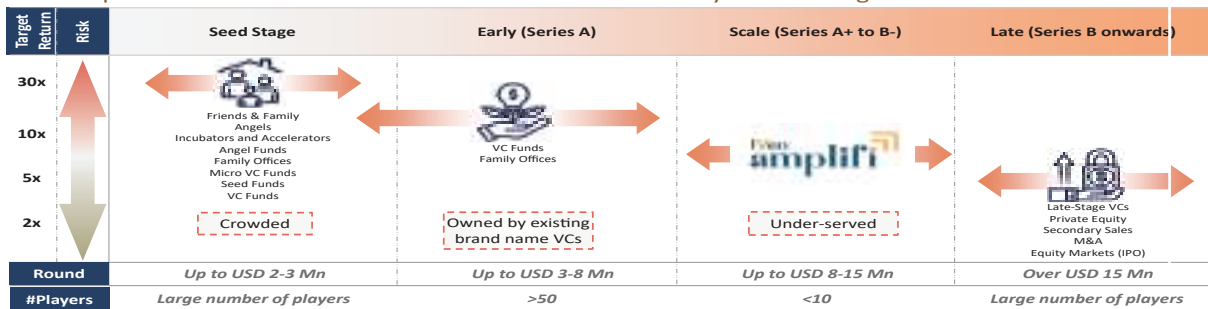 Target Return
Risk
Seed Stage
Early (Series A)
Scale (Series A+ to B-)
Late (Series B onwards)
30x
10x
5x
2x
Friends & Family
Angels
Incubators and Accelerators
Angel Funds
Family Offices
Micro VC Funds
Seed Funds
VC Funds
Crowded
VC Funds
Family Offices
Owned by existing
brand name VCs
amplifi
Under-served
Late-Stage VCs
Private Equity
Secondary Sales
M&A
Equity Markets (IPO)
Round
Up to USD 2-3 Mn
Up to USD 3-8 Mn
Up to USD 8-15 Mn
Over USD 15 Mn
#Players
Large number of players
>50
<10
Large number of players